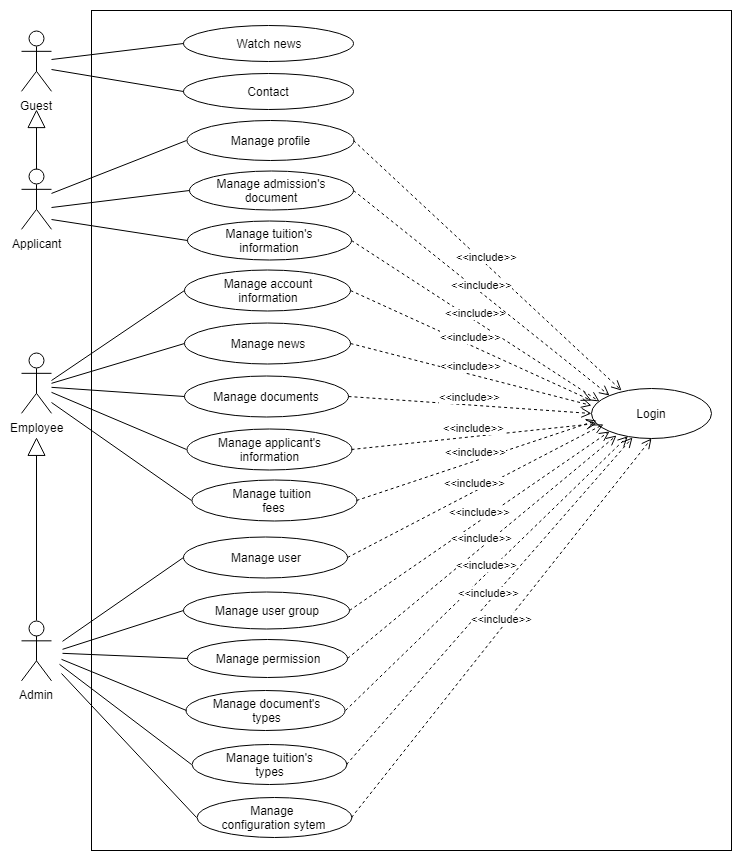 Watch news
Contact
Guest
Manage profile
Manage admission's
document
Applicant
Manage tuition's
information
<<include>>
<<include>>
Manage account
information
<<include>>
<<include>>
Manage news
<<include>>
Manage documents
<<include>>
Login
Employee
<<include>>
Manage applicant's
information
<<include>>
Manage tuition
fees
<<include>>
<<include>>
<<include>>
Manage user
<<include>>
<<include>>
Manage user group
<<include>>
Manage permission
Admin
Manage document's
types
Manage tuition's
types
Manage
configuration sytem